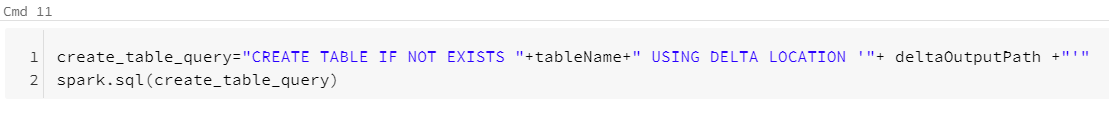 Cmd 11
1 create_table_query="CREATE TABLE IF NOT EXISTS "+tableName+" USING DELTA LOCATION '"+ deltaOutputPath +"'"
2 spark.sql(create_table_query)